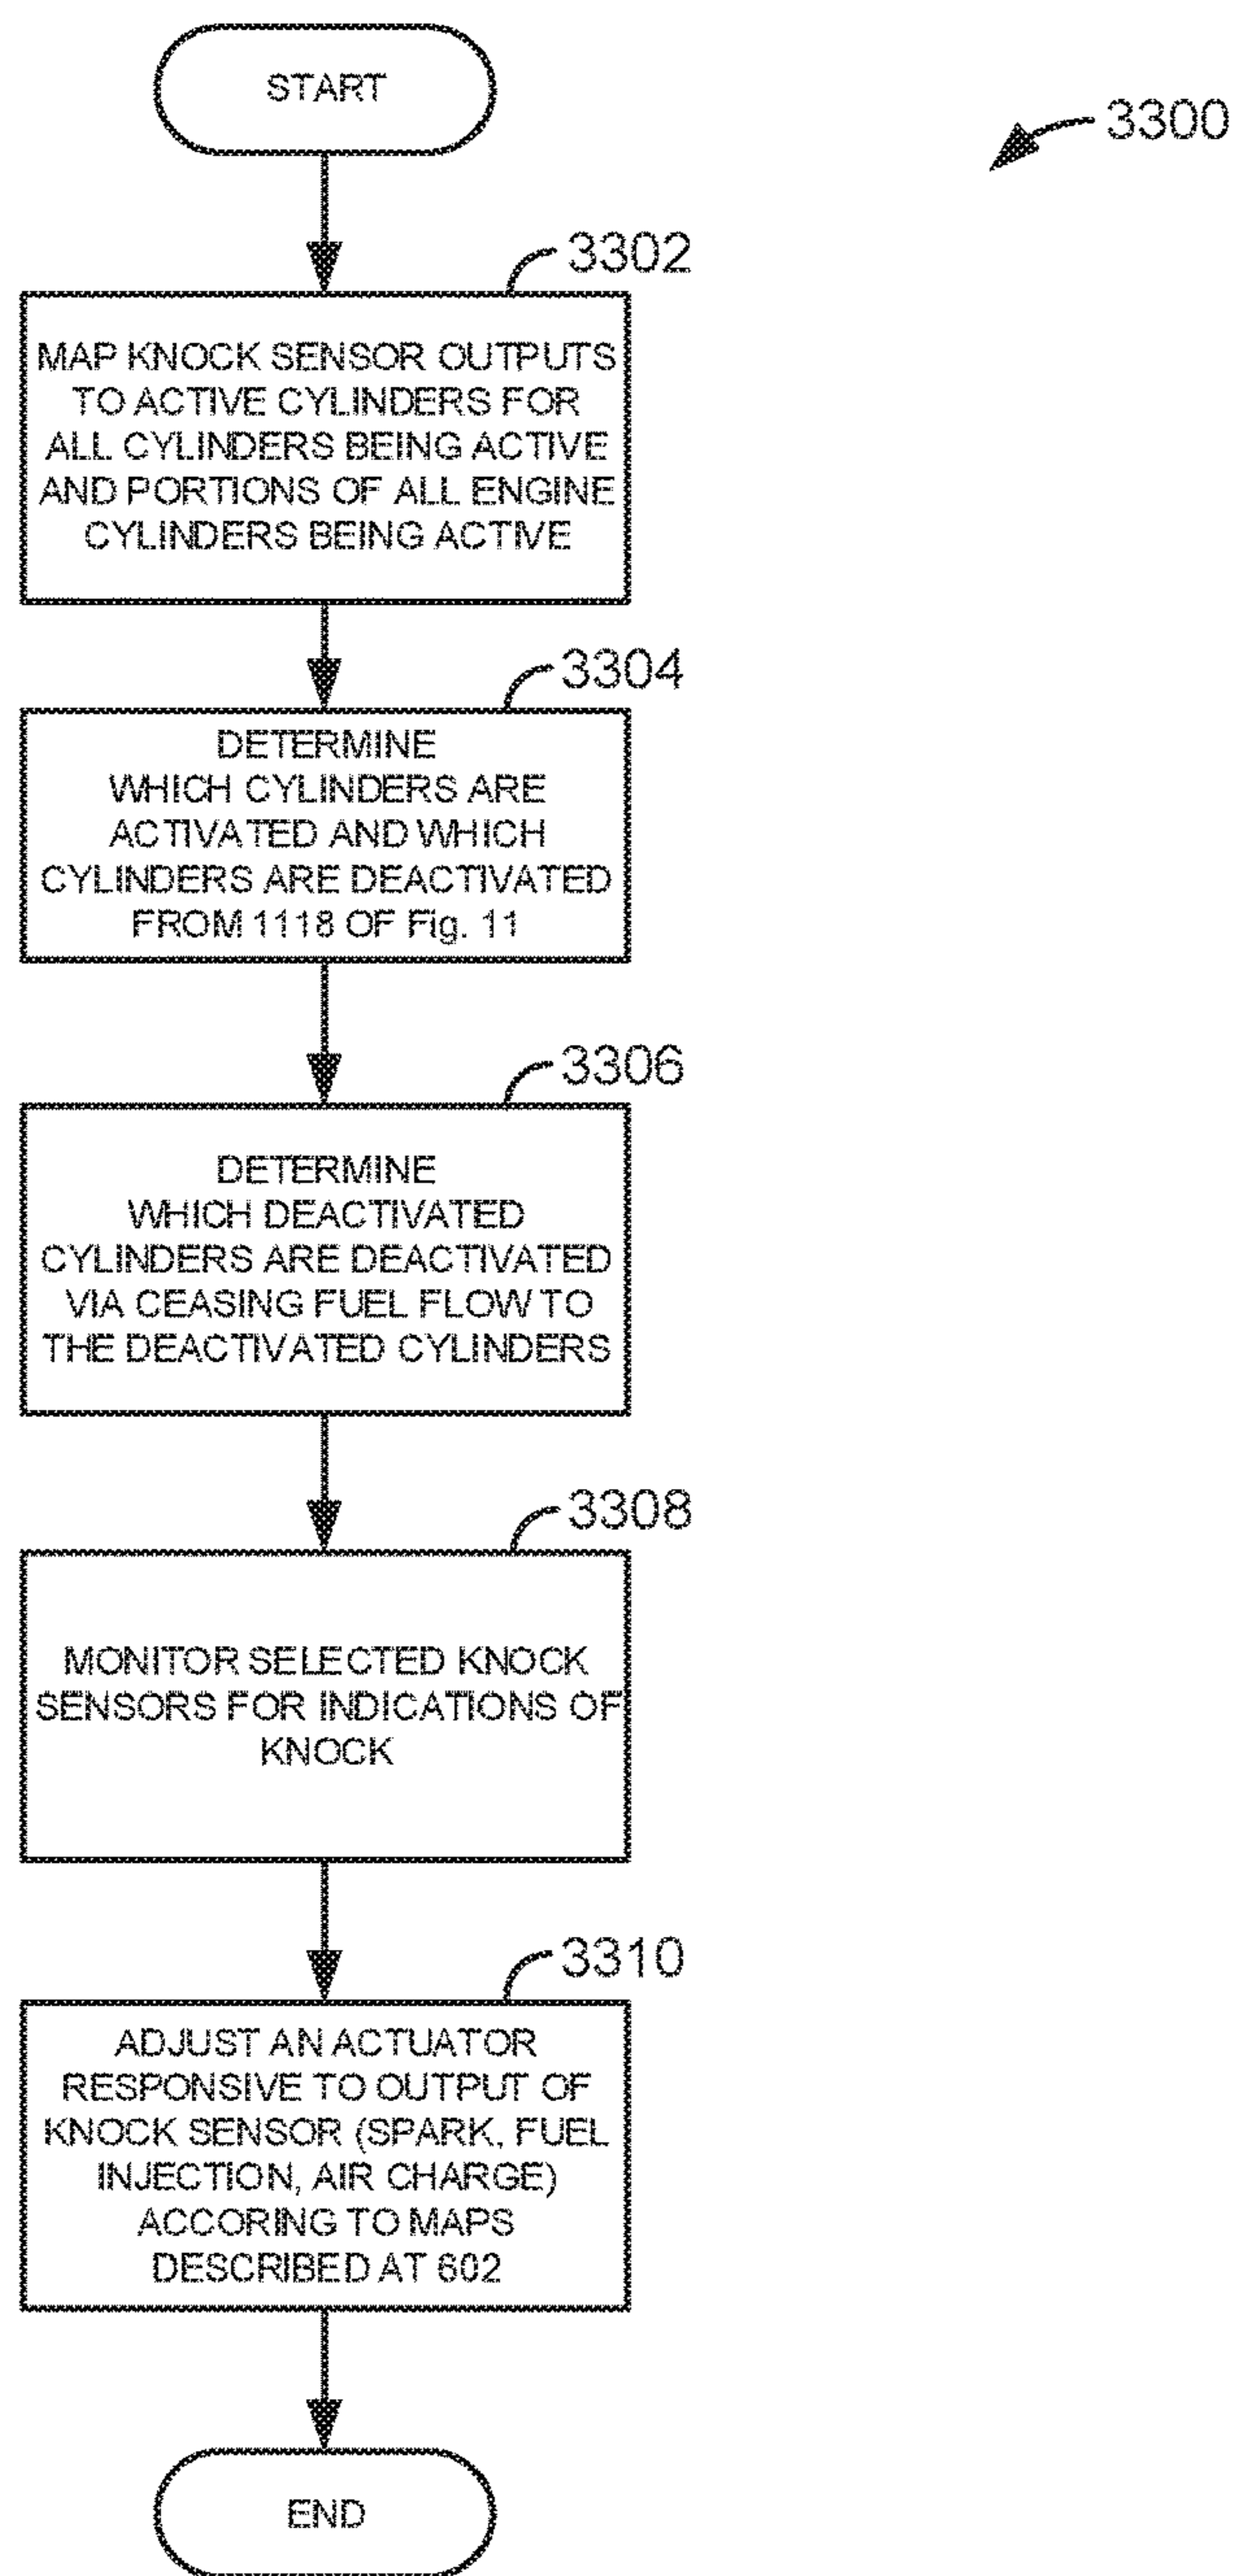 START
3300
3302
MAP KNOCK SENSOR OUTPUTS
TO ACTIVE CYLINDERS FOR
ALL CYLINDERS BEING ACTIVE
AND PORTIONS OF ALL ENGINE
CYLINDERS BEING ACTIVE
3304
DETERMINE
WHICH CYLINDERS ARE
ACTIVATED AND WHICH
CYLINDERS ARE DEACTIVATED
FROM 1118 OF Fig. 11
3306
DETERMINE
WHICH DEACTIVATED
CYLINDERS ARE DEACTIVATED
VIA CEASING FUEL FLOW TO
THE DEACTIVATED CYLINDERS
3308
MONITOR SELECTED KNOCK
SENSORS FOR INDICATIONS OF
KNOCK
3310
ADJUST AN ACTUATOR
RESPONSIVE TO OUTPUT OF
KNOCK SENSOR (SPARK, FUEL
INJECTION, AIR CHARGE)
ACCORING TO MAPS
DESCRIBED AT 602
END